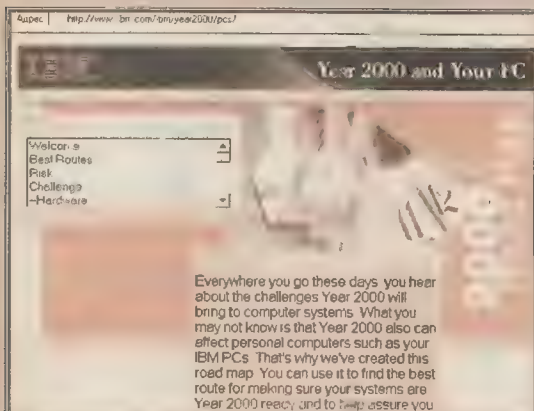 Адрес http://www.ibm.com/ibm/year2000/pcs/
IBM
Year 2000 and Your PC
Welcome
Best Routes
Risk
Challenge
-Hardware
Everywhere you go these days you hear
about the challenges Year 2000 will
bring to computer systems. What you
may not know is that Year 2000 also can
affect personal computers such as your
IBM PCs. That's why we've created this
road map. You can use it to find the best
route for making sure your systems are
Year 2000 ready and to help assure you